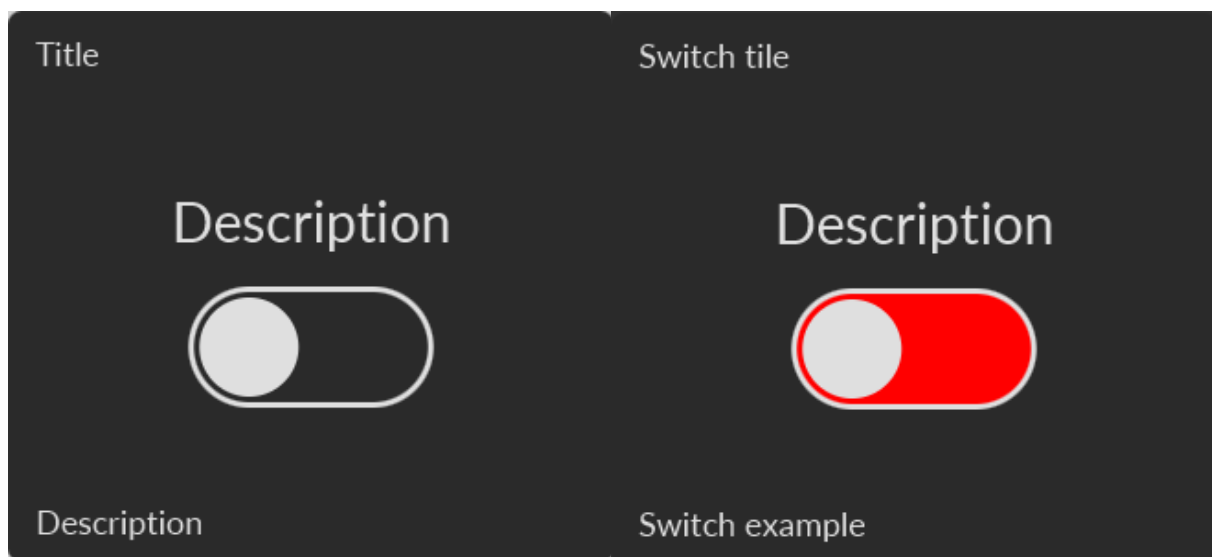 Title
Description
Description
Switch tile
Description
Switch example